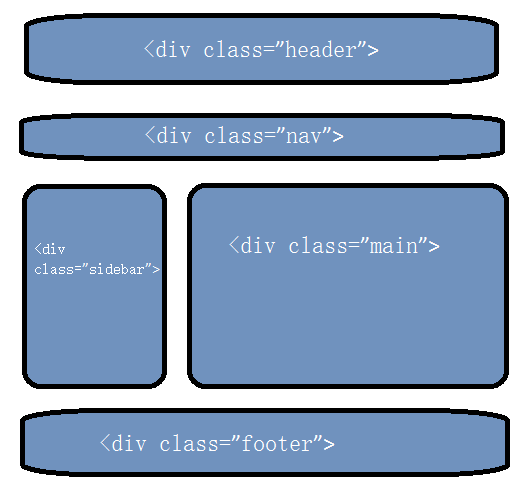 <div class="header">
<div class="nav">
<div
class="sidebar">
<div class="main">
<div class="footer">